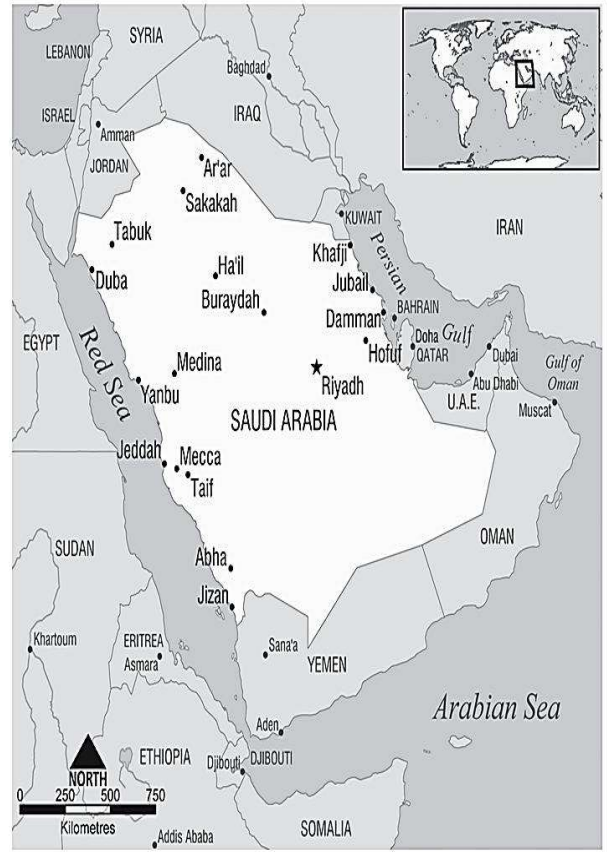 SYRIA
LEBANON
Baghdad
ISRAEL
IRAQ
Amman
JORDAN
Ar'ar
Sakakah
KUWAIT
IRAN
Tabuk
Khafji
Persian
Gulf
Duba
Ha'il
Jubail
Buraydah
BAHRAIN
Damman
EGYPT
Red Sea
Doha
QATAR
Hofuf
Dubai
Gulf of
Oman
Medina
Riyadh
Abu Dhabi
Yanbu
U.A.E.
Muscat
SAUDI ARABIA
Jeddah
Mecca
Taif
OMAN
SUDAN
Abha
Jizan
Khartoum
ERITREA
Asmara
Sana'a
YEMEN
Arabian Sea
Aden
ETHIOPIA
Djibouti
DJIBOUTI
NORTH
0 250 500 750
Kilometres
SOMALIA
Addis Ababa